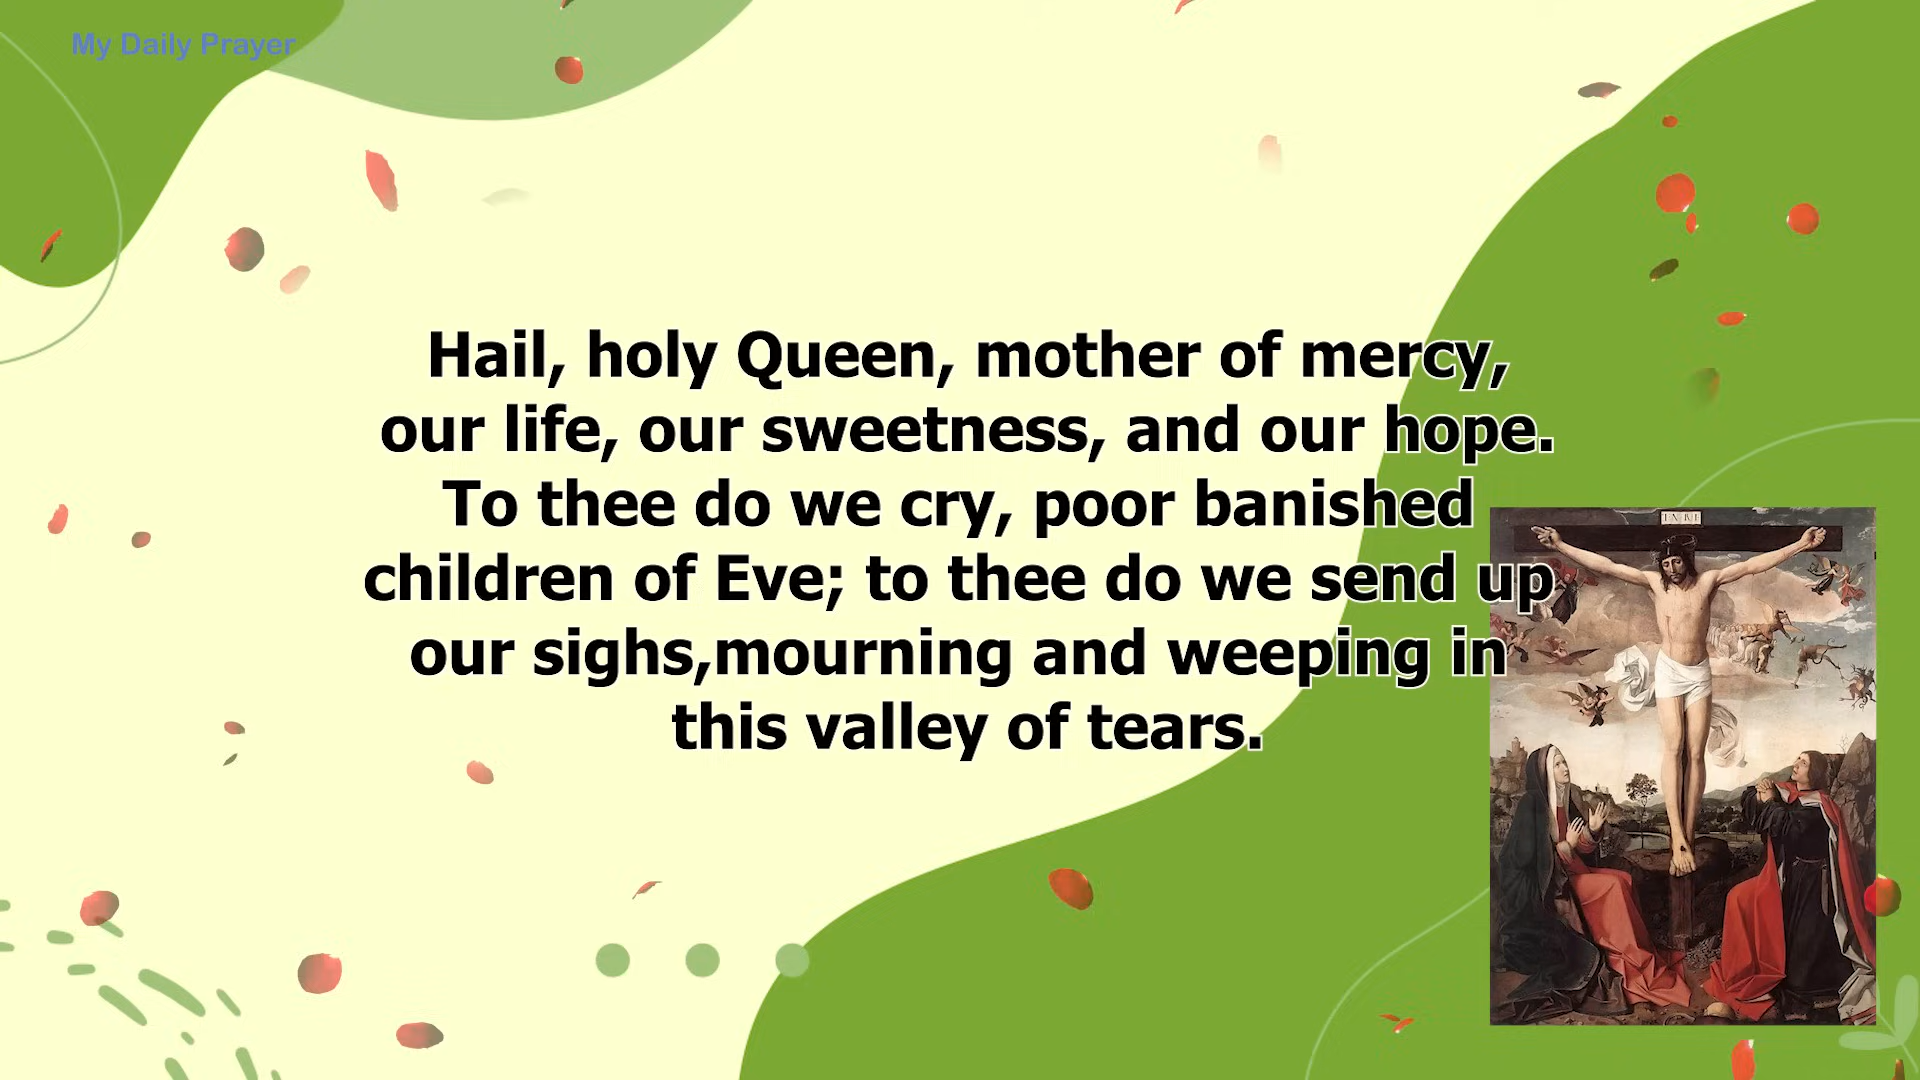 My Daily Prayer
Hail, holy Queen, mother of mercy,
our life, our sweetness, and our hope.
To thee do we cry, poor banished
children of Eve; to thee do we send up
our sighs,mourning and weeping in
this valley of tears.
INRI